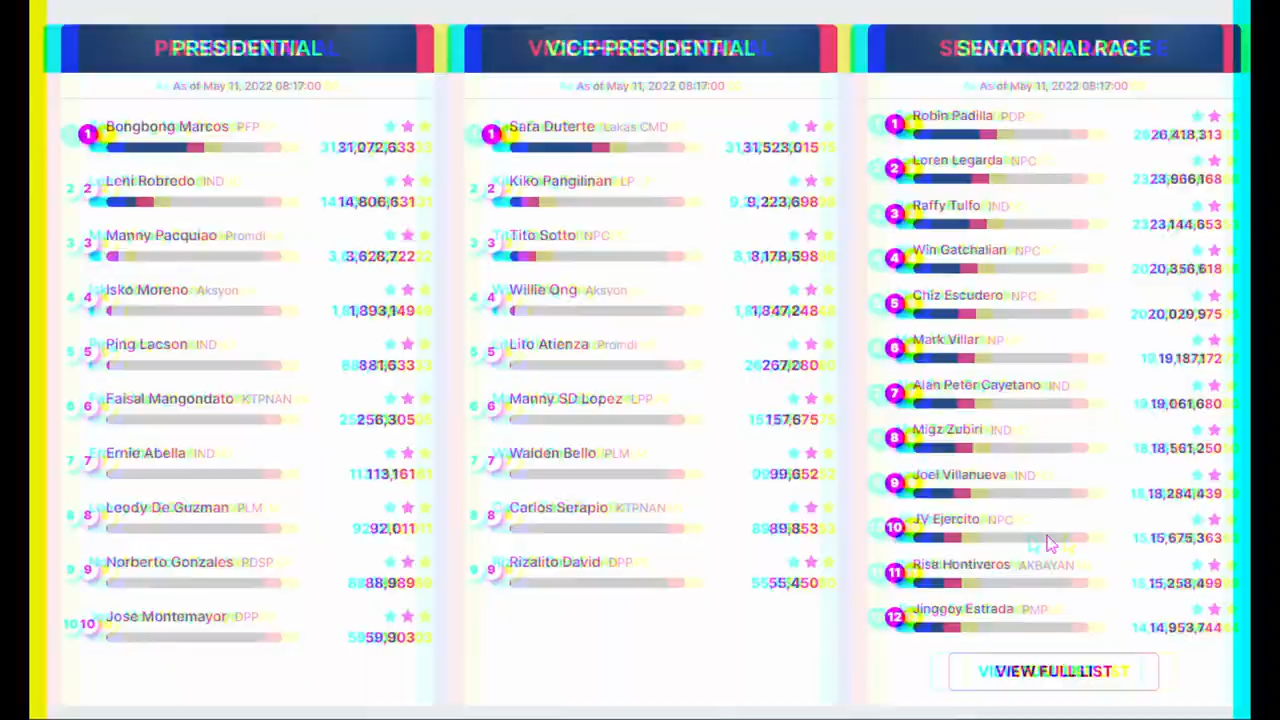 PRESIDENTIAL
As of May 11, 2022 08:17:00
1 Bongbong Marcos PFP
31,072,633
2 Leni Robredo IND
14,806,631
3 Manny Pacquiao Promdi
3,628,722
4 Isko Moreno Aksyon
1,893,149
5 Ping Lacson IND
881,633
6 Faisal Mangondato KTPNAN
256,305
7 Ernie Abella IND
113,161
8 Leody De Guzman PLM
92,011
9 Norberto Gonzales PDSP
88,989
10 Jose Montemayor DPP
59,903
VICE-PRESIDENTIAL
As of May 11, 2022 08:17:00
1 Sara Duterte Lakas CMD
31,523,015
2 Kiko Pangilinan LP
9,223,698
3 Tito Sotto NPC
8,178,598
4 Willie Ong Aksyon
1,847,248
5 Lito Atienza Promdi
267,280
6 Manny SD Lopez LPP
157,675
7 Walden Bello PLM
99,652
8 Carlos Serapio KTPNAN
89,853
9 Rizalito David DPP
55,450
SENATORIAL RACE
As of May 11, 2022 08:17:00
1 Robin Padilla PDP
26,418,313
2 Loren Legarda NPC
23,966,168
3 Raffy Tulfo IND
23,144,653
4 Win Gatchalian NPC
20,356,618
5 Chiz Escudero NPC
20,029,975
6 Mark Villar NP
19,187,172
7 Alan Peter Cayetano IND
19,061,680
8 Migz Zubiri IND
18,561,250
9 Joel Villanueva IND
18,284,439
10 JV Ejercito NPC
15,675,363
11 Risa Hontiveros AKBAYAN
15,258,499
12 Jinggoy Estrada PMP
14,953,744
VIEW FULL LIST